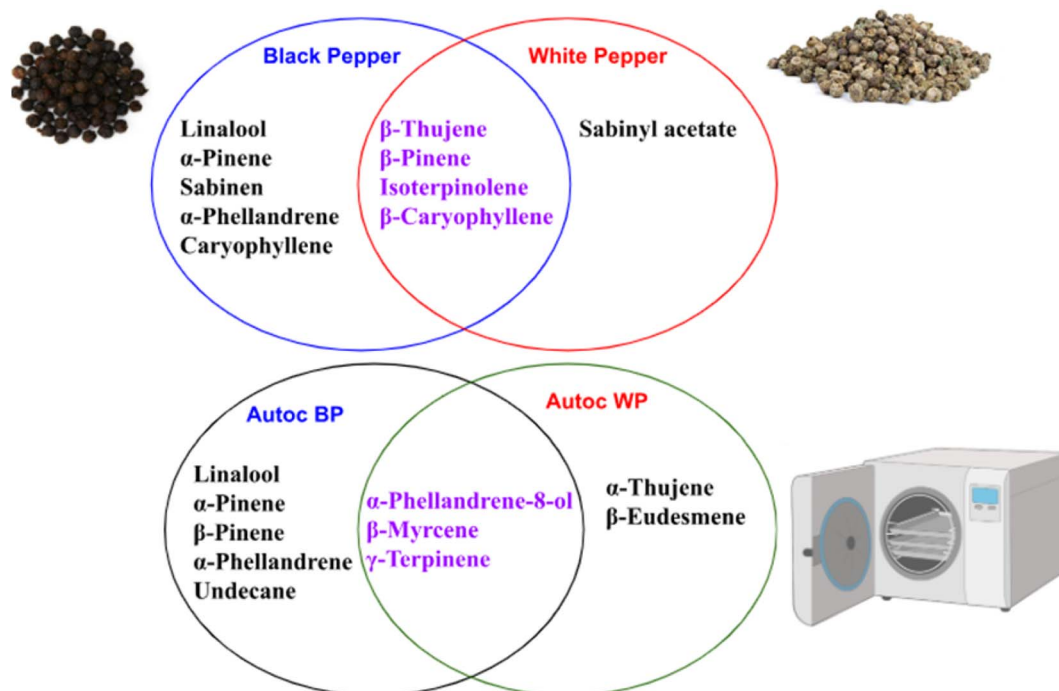 Black Pepper
White Pepper
Linalool
α-Pinene
Sabinen
α-Phellandrene
Caryophyllene
β-Thujene
β-Pinene
Isoterpinolene
β-Caryophyllene
Sabinyl acetate
Autoc BP
Autoc WP
Linalool
α-Pinene
β-Pinene
α-Phellandrene
Undecane
α-Phellandrene-8-ol
β-Myrcene
γ-Terpinene
α-Thujene
β-Eudesmene